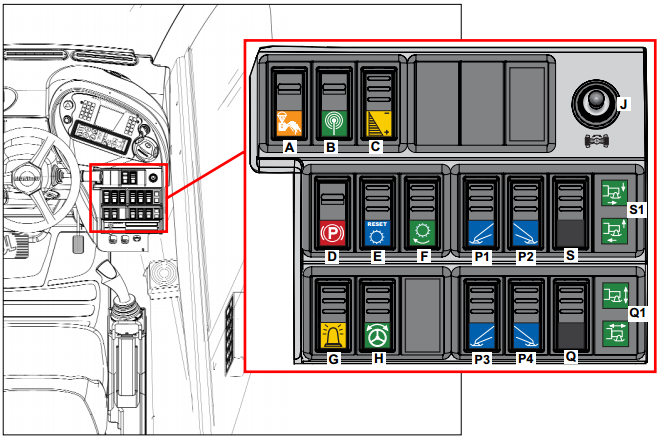 J
A B C
- +
P
RESET
S1
D E F P1 P2 S
Q1
G H P3 P4 Q